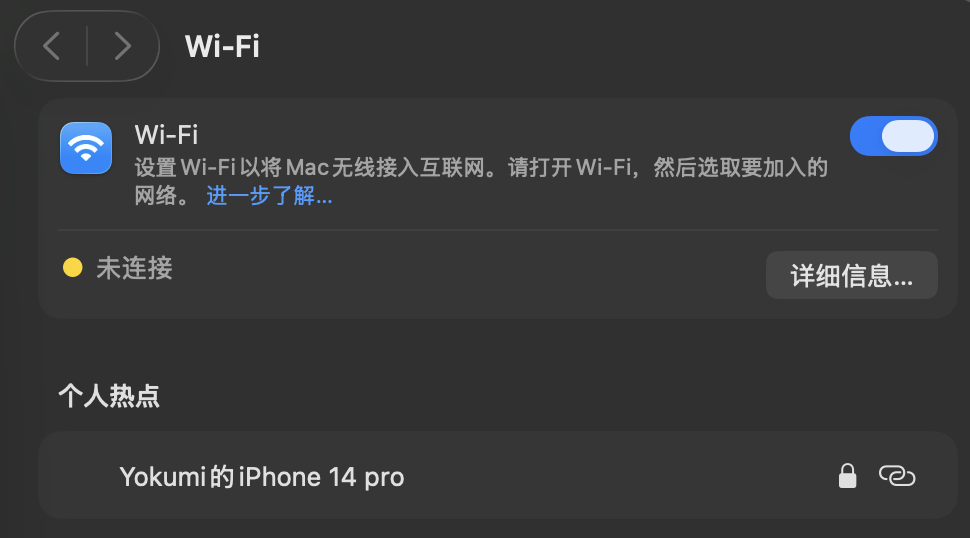 Wi-Fi
Wi-Fi
设置 Wi-Fi 以将 Mac 无线接入互联网。请打开 Wi-Fi，然后选取要加入的
网络。 进一步了解...
未连接
详细信息...
个人热点
Yokumi的iPhone 14 pro